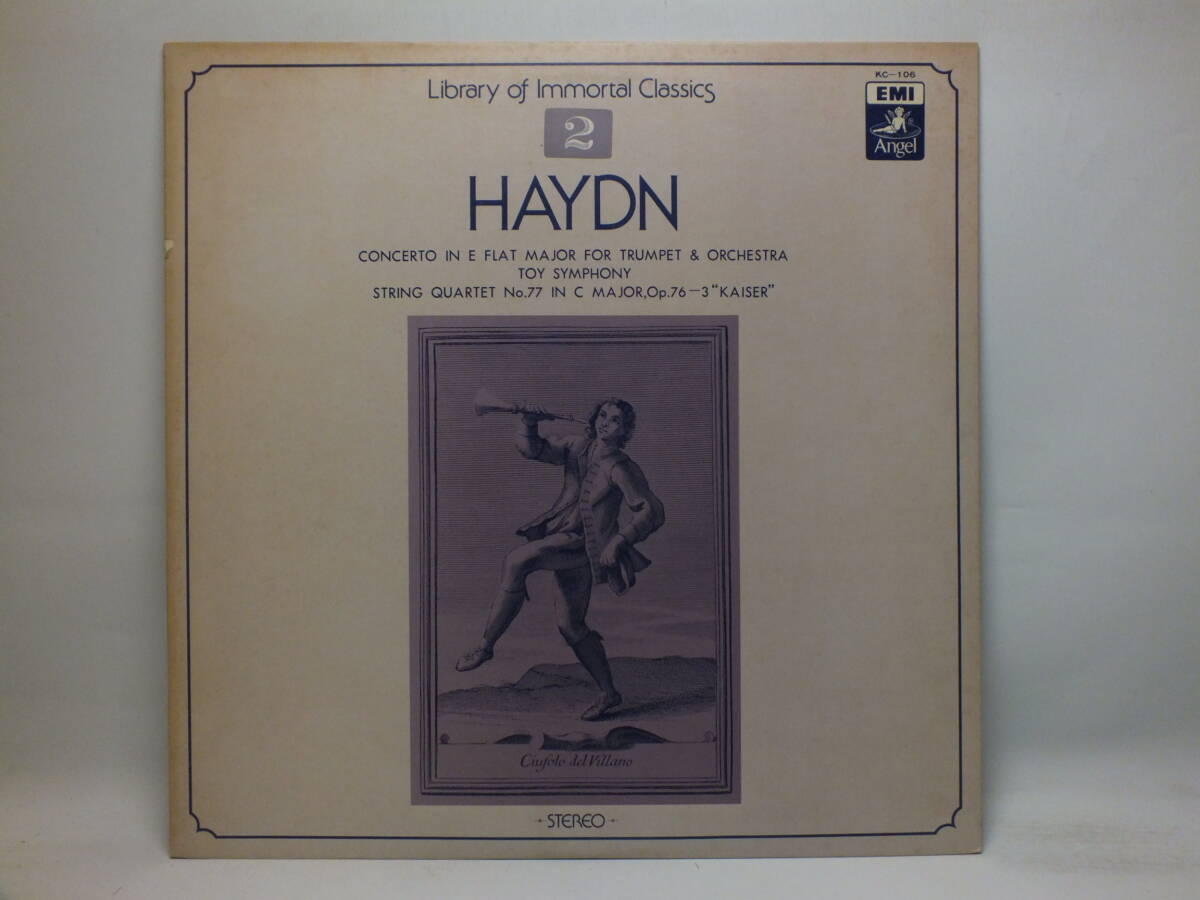 Library of Immortal Classics
2
KC-106
EMI
Angel
HAYDN
CONCERTO IN E FLAT MAJOR FOR TRUMPET & ORCHESTRA
TOY SYMPHONY
STRING QUARTET No.77 IN C MAJOR,Op.76-3 "KAISER"
Ciufolo del Villano
STEREO